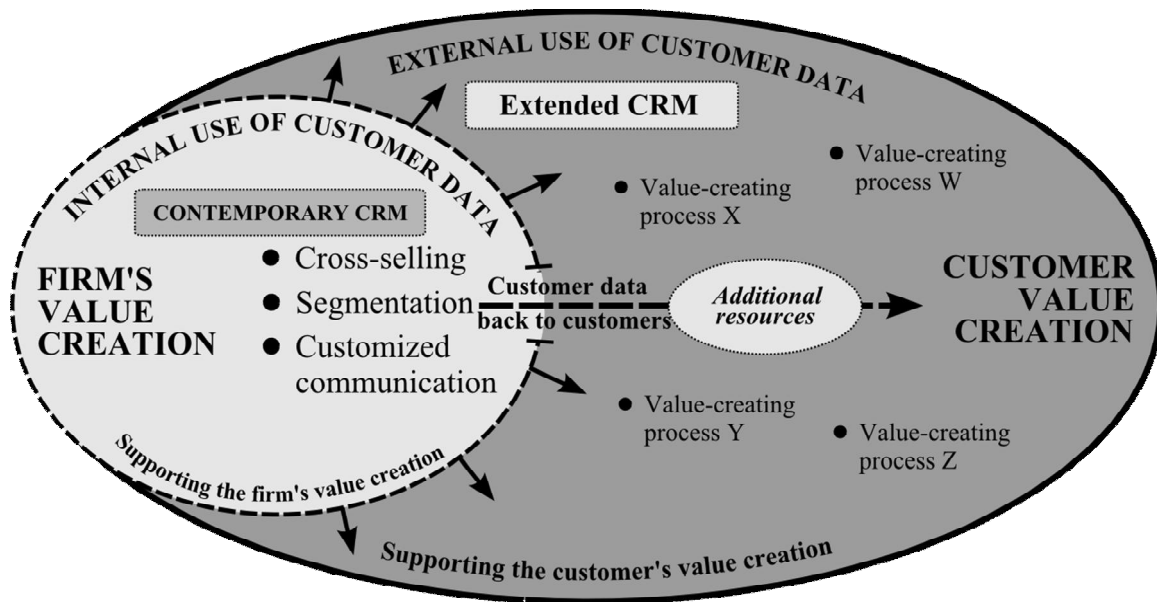 EXTERNAL USE OF CUSTOMER DATA
Extended CRM
INTERNAL USE OF CUSTOMER DATA
CONTEMPORARY CRM
FIRM'S
VALUE
CREATION
● Cross-selling
● Segmentation
● Customized
communication
Supporting the firm's value creation
● Value-creating
process X
● Value-creating
process W
Customer data
back to customers
Additional
resources
CUSTOMER
VALUE
CREATION
● Value-creating
process Y
● Value-creating
process Z
Supporting the customer's value creation